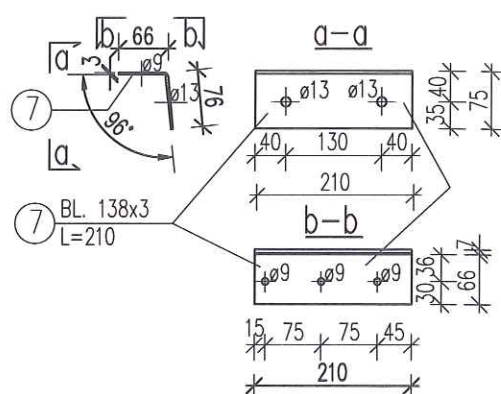 b 66 b
a 3 ø9
ø13 76
7
96°
a
a-a
ø13 ø13
35 40
75
40 130 40
210
7 BL. 138x3
L=210
b-b
ø9 ø9 ø9
30 36
66 7
15 75 75 45
210